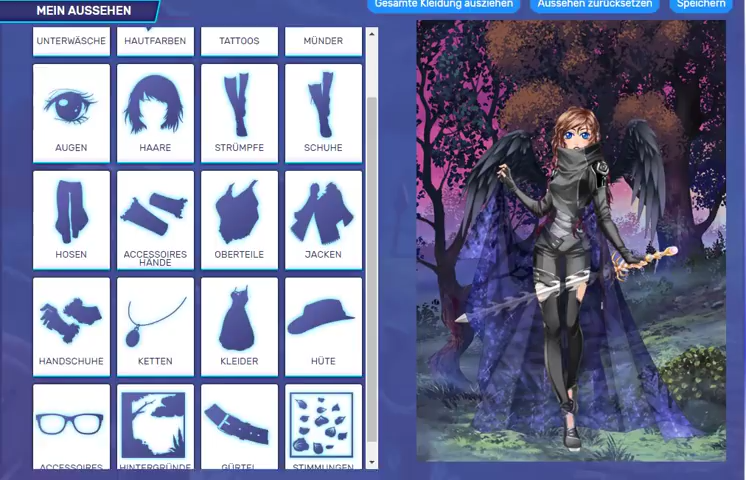 MEIN AUSSEHEN
Gesamte Kleidung ausziehen
Aussehen zurücksetzen
Speichern
UNTERWÄSCHE
HAUTFARBEN
TATTOOS
MÜNDER
AUGEN
HAARE
STRÜMPFE
SCHUHE
HOSEN
ACCESSOIRES
HÄNDE
OBERTEILE
JACKEN
HANDSCHUHE
KETTEN
KLEIDER
HÜTE
ACCESSOIRES
HINTERGRÜNDE
GÜRTEL
STIMMUNGEN